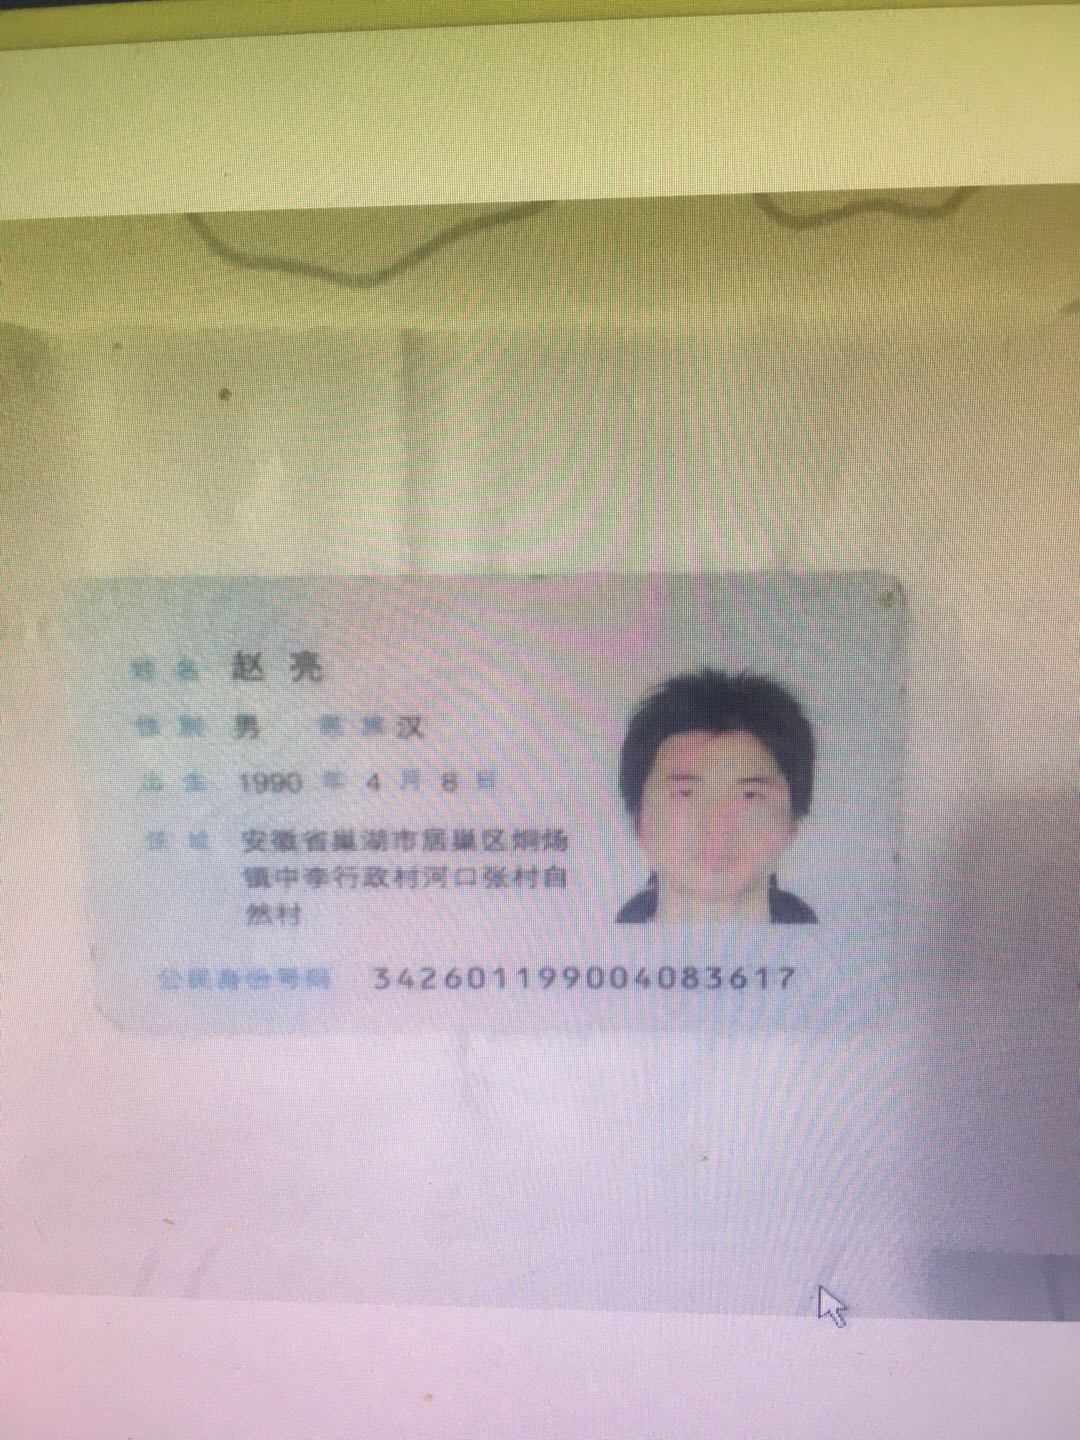 姓名 赵亮
性别 男 民族 汉
出生 1990 年 4 月 8 日
住址 安徽省巢湖市居巢区炯炀
镇中李行政村河口张村自
然村
公民身份号码 342601199004083617